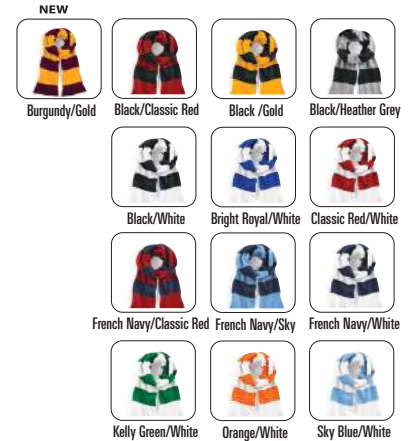 NEW
Burgundy/Gold
Black/Classic Red
Black /Gold
Black/Heather Grey
Black/White
Bright Royal/White
Classic Red/White
French Navy/Classic Red
French Navy/Sky
French Navy/White
Kelly Green/White
Orange/White
Sky Blue/White